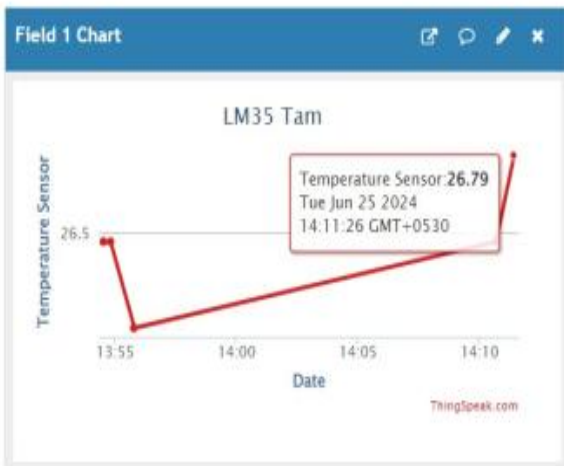 Field 1 Chart
LM35 Tam
Temperature Sensor
Temperature Sensor:26.79
Tue Jun 25 2024
14:11:26 GMT+0530
26.5
13:55 14:00 14:05 14:10
Date
ThingSpeak.com